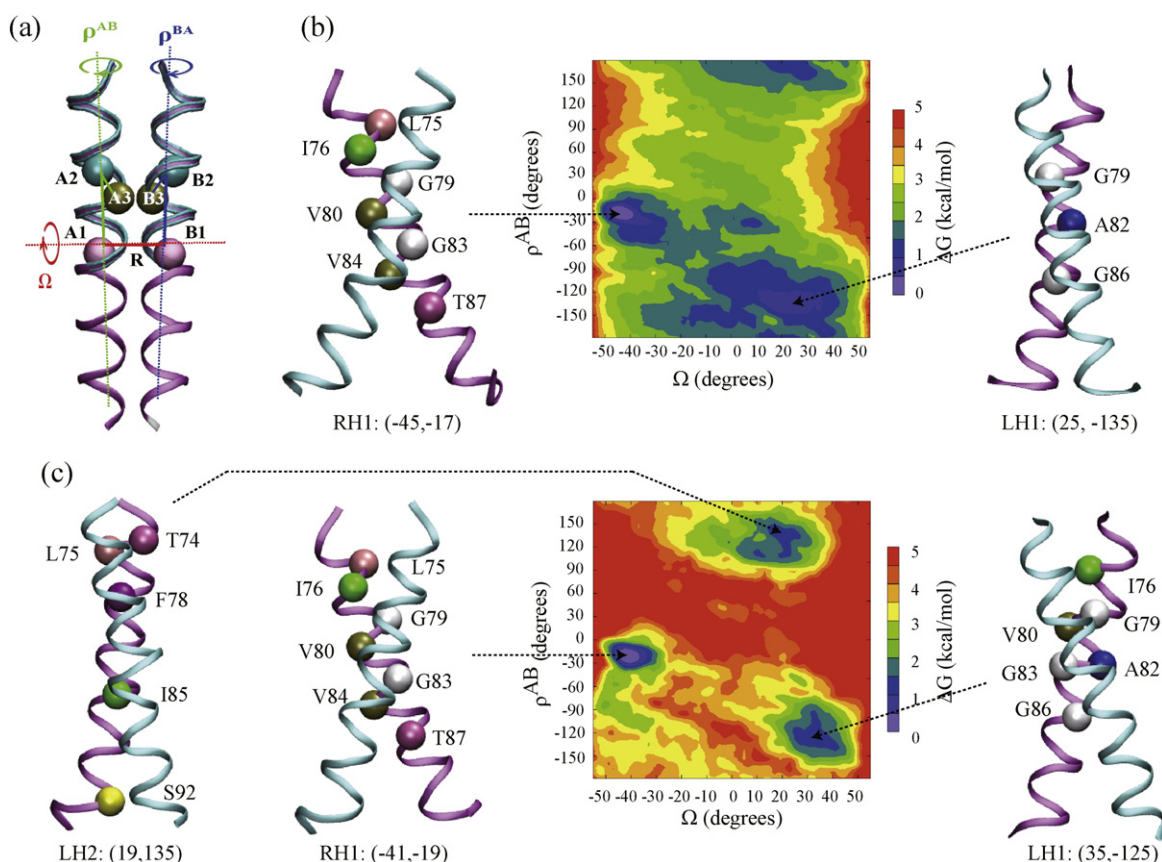 (a)
ρᴬᴮ
ρᴮᴬ
A2
B2
A3
B3
A1
B1
R
Ω
(b)
L75
I76
G79
V80
G83
V84
T87
RH1: (-45,-17)
ρᴬᴮ (degrees)
150
120
90
60
30
0
-30
-60
-90
-120
-150
-50 -40 -30 -20 -10 0 10 20 30 40 50
Ω (degrees)
5
4
3
2
1
0
ΔG (kcal/mol)
G79
A82
G86
LH1: (25, -135)
(c)
L75
T74
F78
I85
S92
LH2: (19,135)
L75
I76
G79
V80
G83
V84
T87
RH1: (-41,-19)
ρᴬᴮ (degrees)
150
120
90
60
30
0
-30
-60
-90
-120
-150
-50 -40 -30 -20 -10 0 10 20 30 40 50
Ω (degrees)
5
4
3
2
1
0
ΔG (kcal/mol)
I76
G79
V80
G83
A82
G86
LH1: (35,-125)